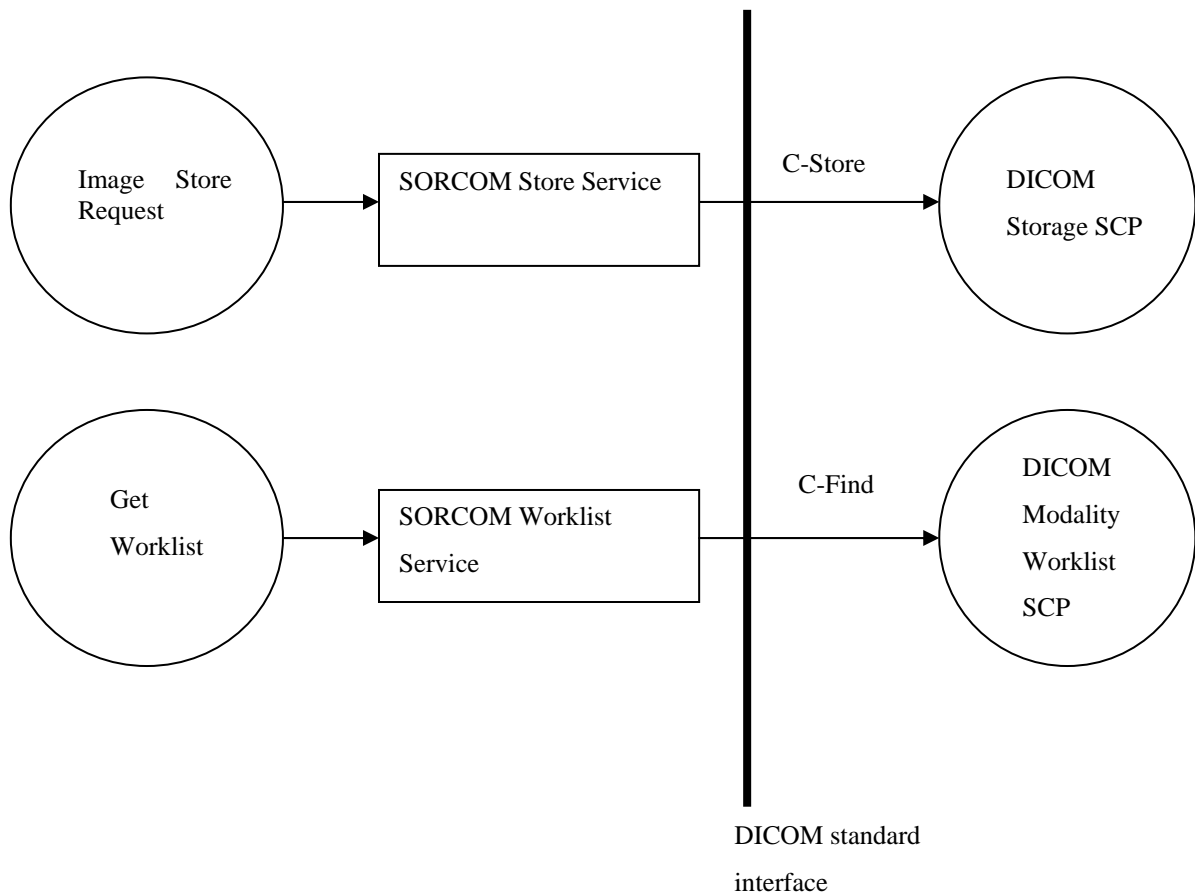 Image Store
Request
SORCOM Store Service
C-Store
DICOM
Storage SCP
Get
Worklist
SORCOM Worklist
Service
C-Find
DICOM
Modality
Worklist
SCP
DICOM standard
interface